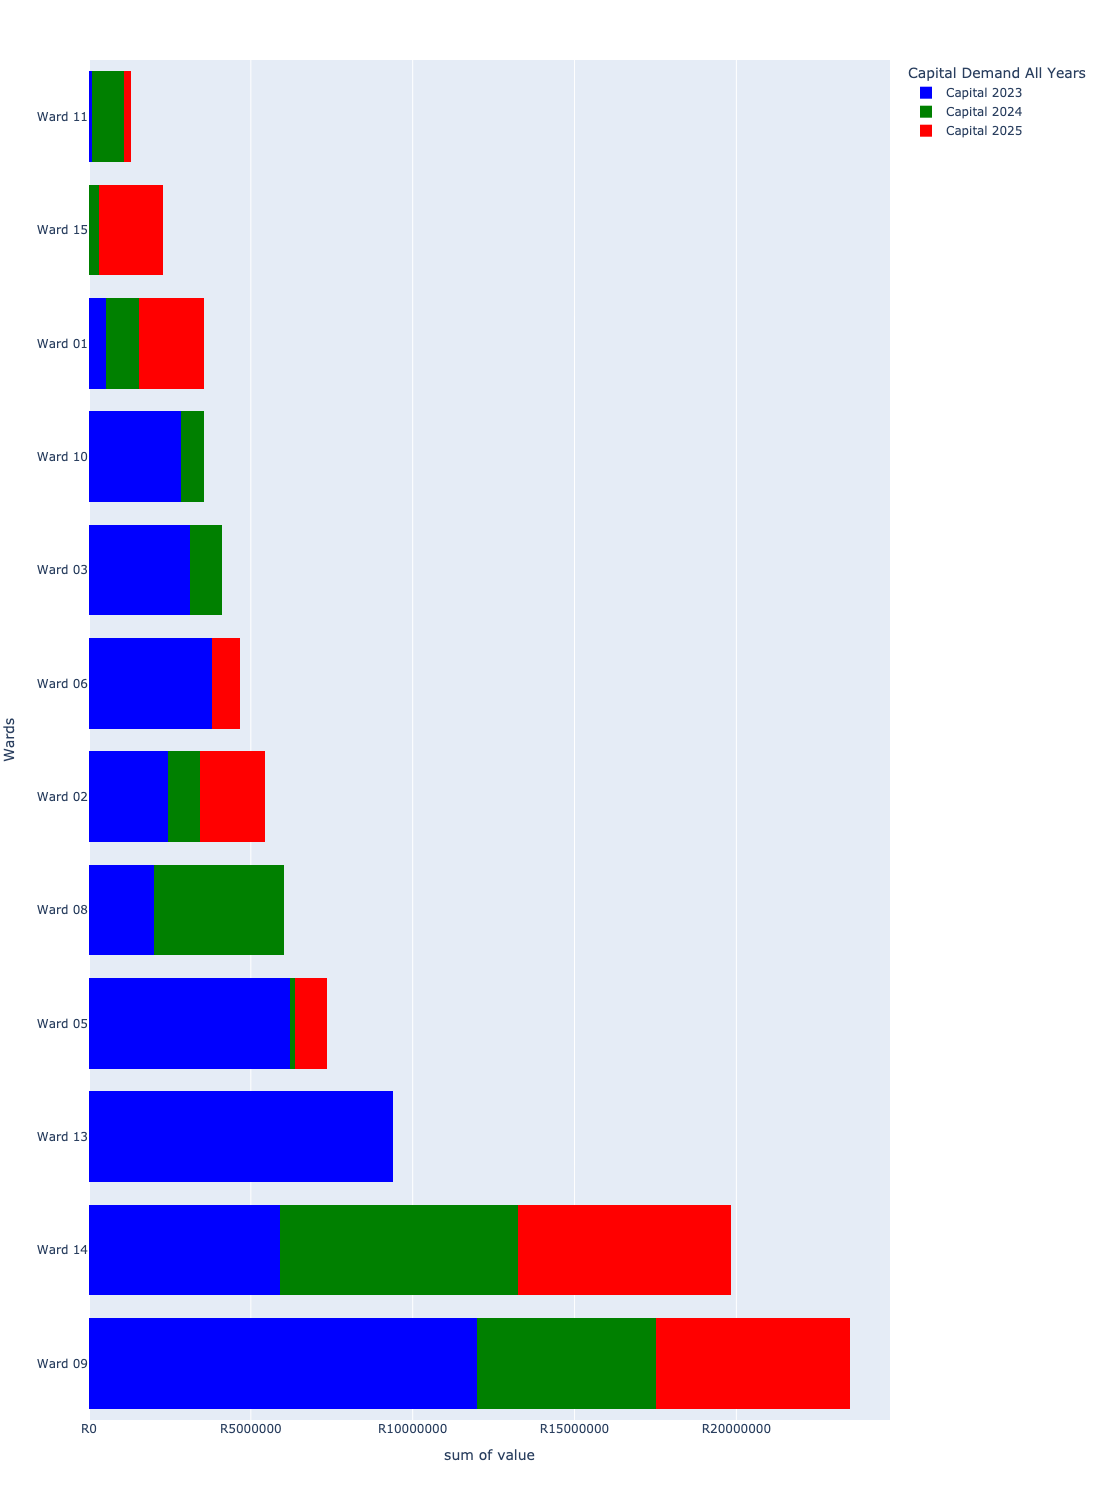 Capital Demand All Years
Capital 2023
Capital 2024
Capital 2025
Ward 11
Ward 15
Ward 01
Ward 10
Ward 03
Ward 06
Ward 02
Ward 08
Ward 05
Ward 13
Ward 14
Ward 09
Wards
R0 R5000000 R10000000 R15000000 R20000000
sum of value